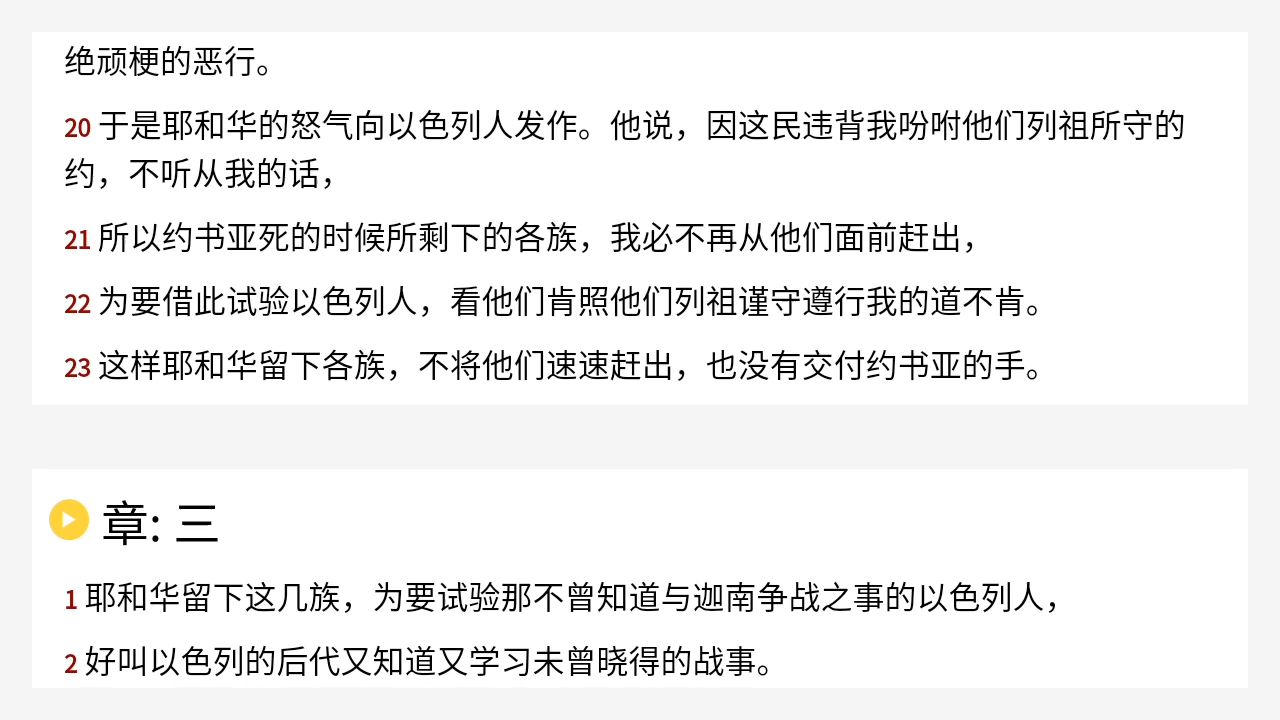 绝顽梗的恶行。
20 于是耶和华的怒气向以色列人发作。他说，因这民违背我吩咐他们列祖所守的
约，不听从我的话，
21 所以约书亚死的时候所剩下的各族，我必不再从他们面前赶出，
22 为要借此试验以色列人，看他们肯照他们列祖谨守遵行我的道不肯。
23 这样耶和华留下各族，不将他们速速赶出，也没有交付约书亚的手。
章: 三
1 耶和华留下这几族，为要试验那不曾知道与迦南争战之事的以色列人，
2 好叫以色列的后代又知道又学习未曾晓得的战事。